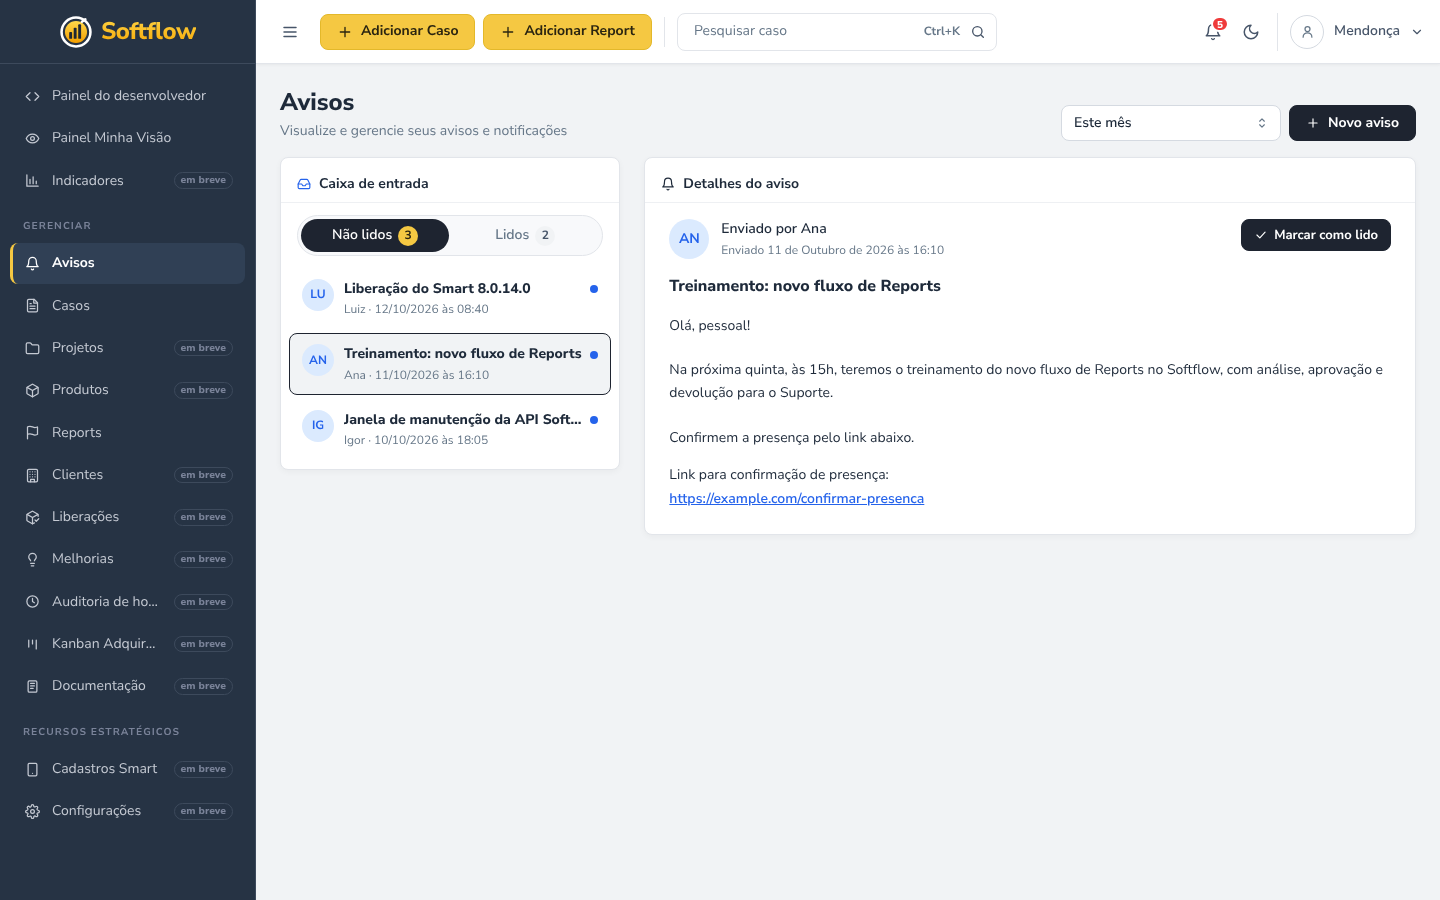 Softflow
Adicionar Caso
Adicionar Report
Pesquisar caso
Ctrl+K
5
Mendonça
Painel do desenvolvedor
Painel Minha Visão
Indicadores em breve
GERENCIAR
Avisos
Casos
Projetos em breve
Produtos em breve
Reports
Clientes em breve
Liberações em breve
Melhorias em breve
Auditoria de ho... em breve
Kanban Adquir... em breve
Documentação em breve
RECURSOS ESTRATÉGICOS
Cadastros Smart em breve
Configurações em breve
Avisos
Visualize e gerencie seus avisos e notificações
Este mês
Novo aviso
Caixa de entrada
Não lidos 3
Lidos 2
LU
Liberação do Smart 8.0.14.0
Luiz · 12/10/2026 às 08:40
AN
Treinamento: novo fluxo de Reports
Ana · 11/10/2026 às 16:10
IG
Janela de manutenção da API Soft...
Igor · 10/10/2026 às 18:05
Detalhes do aviso
AN
Enviado por Ana
Enviado 11 de Outubro de 2026 às 16:10
Marcar como lido
Treinamento: novo fluxo de Reports
Olá, pessoal!
Na próxima quinta, às 15h, teremos o treinamento do novo fluxo de Reports no Softflow, com análise, aprovação e
devolução para o Suporte.
Confirmem a presença pelo link abaixo.
Link para confirmação de presença:
https://example.com/confirmar-presenca